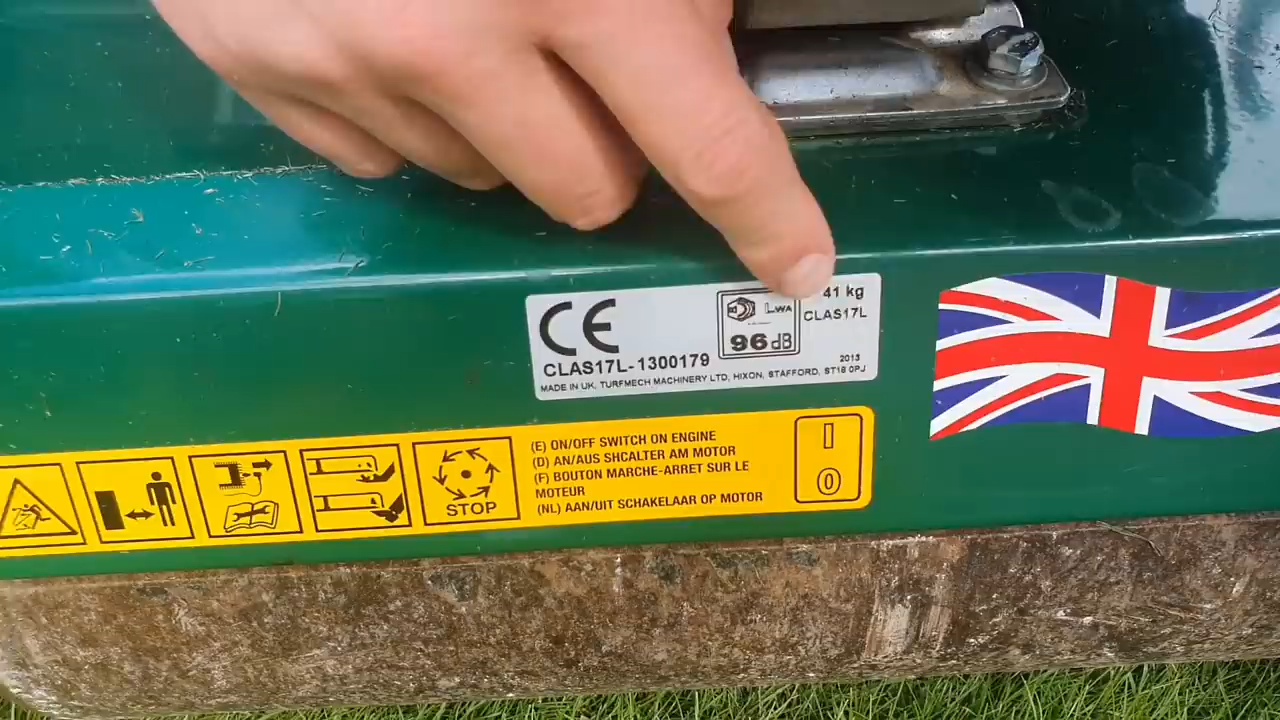 CE
41 kg
LWA
CLAS17L
96 dB
CLAS17L-1300179
2013
MADE IN UK, TURFMECH MACHINERY LTD, HIXON, STAFFORD, ST18 0PJ
STOP
(E) ON/OFF SWITCH ON ENGINE
(D) AN/AUS SHCALTER AM MOTOR
(F) BOUTON MARCHE-ARRET SUR LE
MOTEUR
(NL) AAN/UIT SCHAKELAAR OP MOTOR
I
0